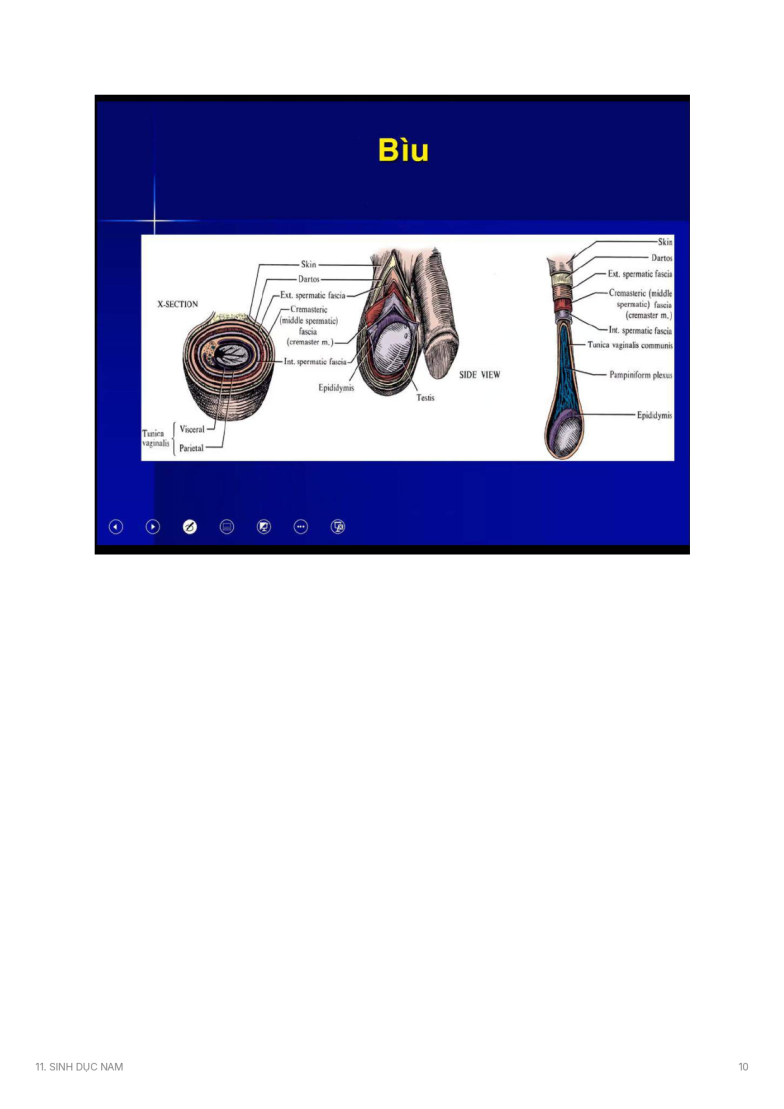 Bìu
X-SECTION
Skin
Dartos
Ext. spermatic fascia
Cremasteric
(middle spermatic)
fascia
(cremaster m.)
Int. spermatic fascia
Epididymis
Testis
Tunica
vaginalis
Visceral
Parietal
SIDE VIEW
Skin
Dartos
Ext. spermatic fascia
Cremasteric (middle
spermatic) fascia
(cremaster m.)
Int. spermatic fascia
Tunica vaginalis communis
Pampiniform plexus
Epididymis
11. SINH DỤC NAM
10